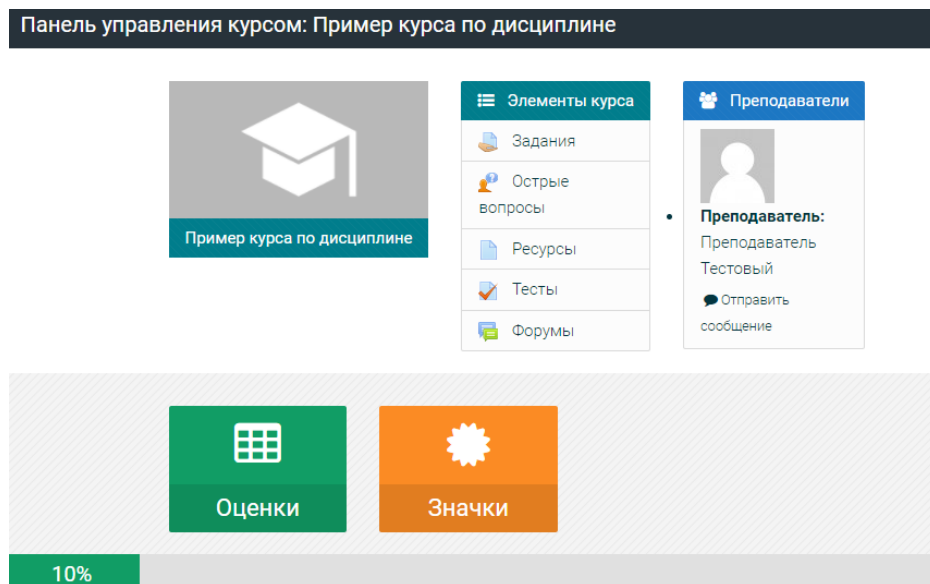 Панель управления курсом: Пример курса по дисциплине
Пример курса по дисциплине
Элементы курса
Задания
Острые
вопросы
Ресурсы
Тесты
Форумы
Преподаватели
Преподаватель:
Преподаватель
Тестовый
Отправить
сообщение
Оценки
Значки
10%